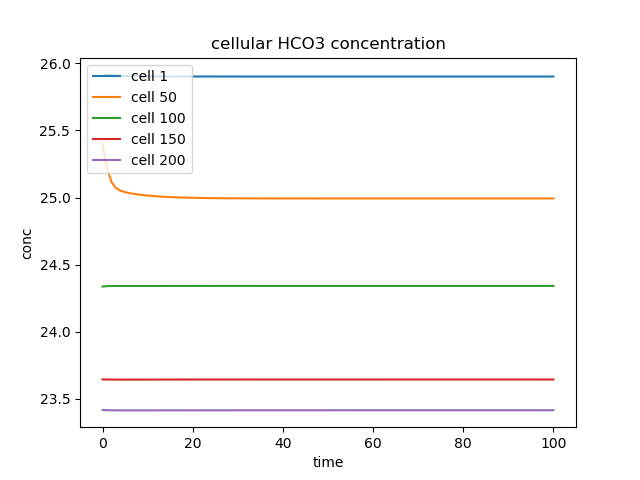 cellular HCO3 concentration
26.0
25.5
25.0
24.5
24.0
23.5
conc
cell 1
cell 50
cell 100
cell 150
cell 200
0
20
40
60
80
100
time